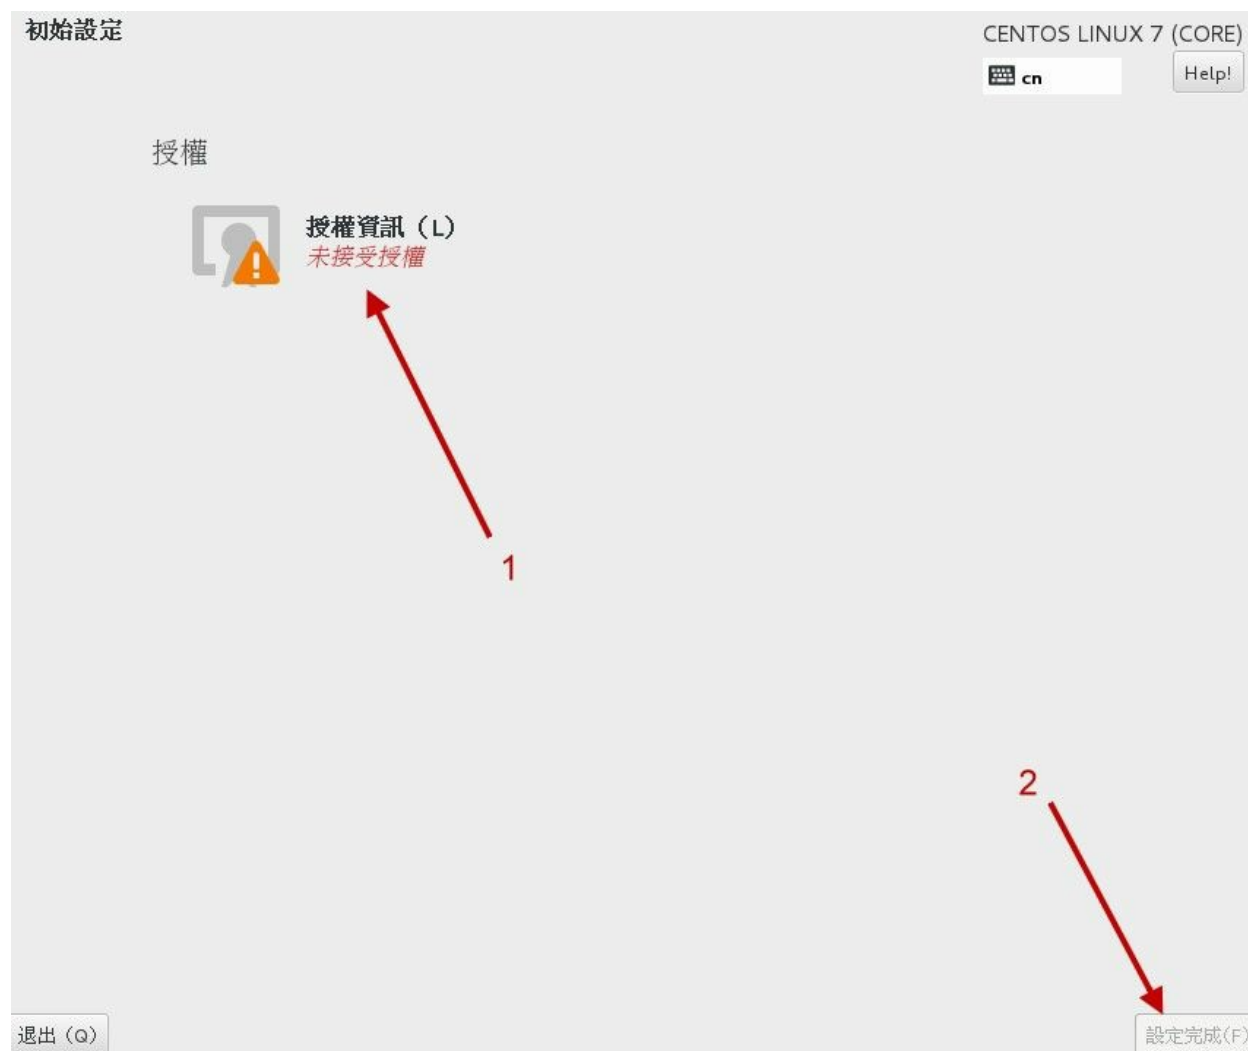 初始設定
CENTOS LINUX 7 (CORE)
cn
Help!
授權
授權資訊（L）
未接受授權
1
2
退出（Q）
設定完成(F)